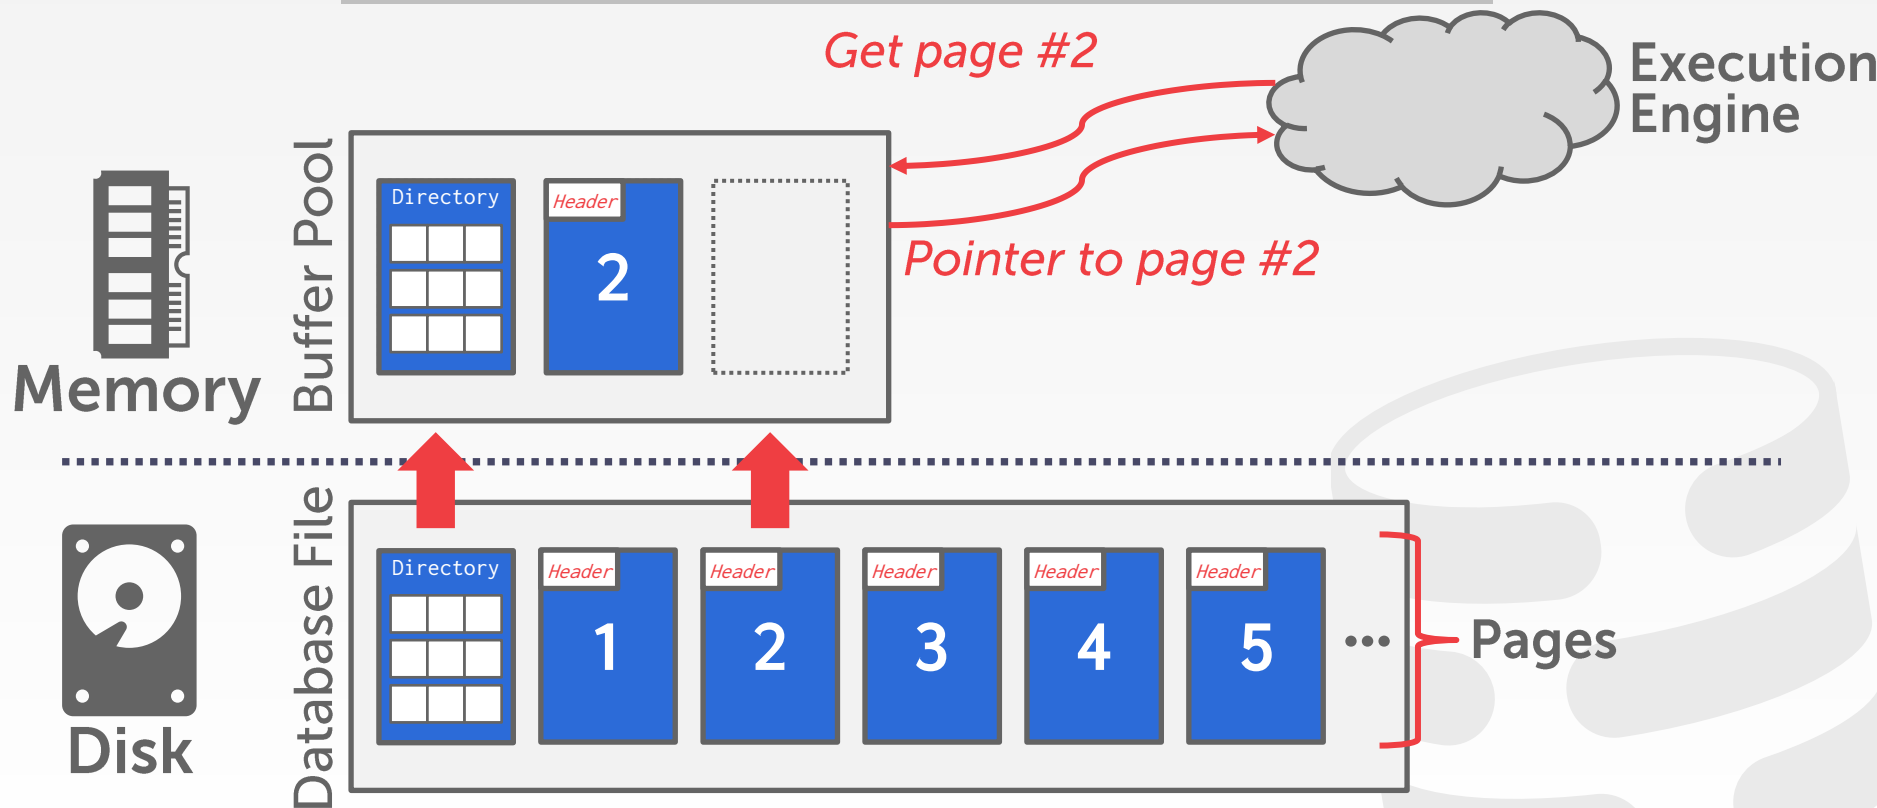 Get page #2
Execution
Engine
Buffer Pool
Directory
Header
2
Pointer to page #2
Memory
Database File
Directory
Header
1
Header
2
Header
3
Header
4
Header
5
...
Pages
Disk